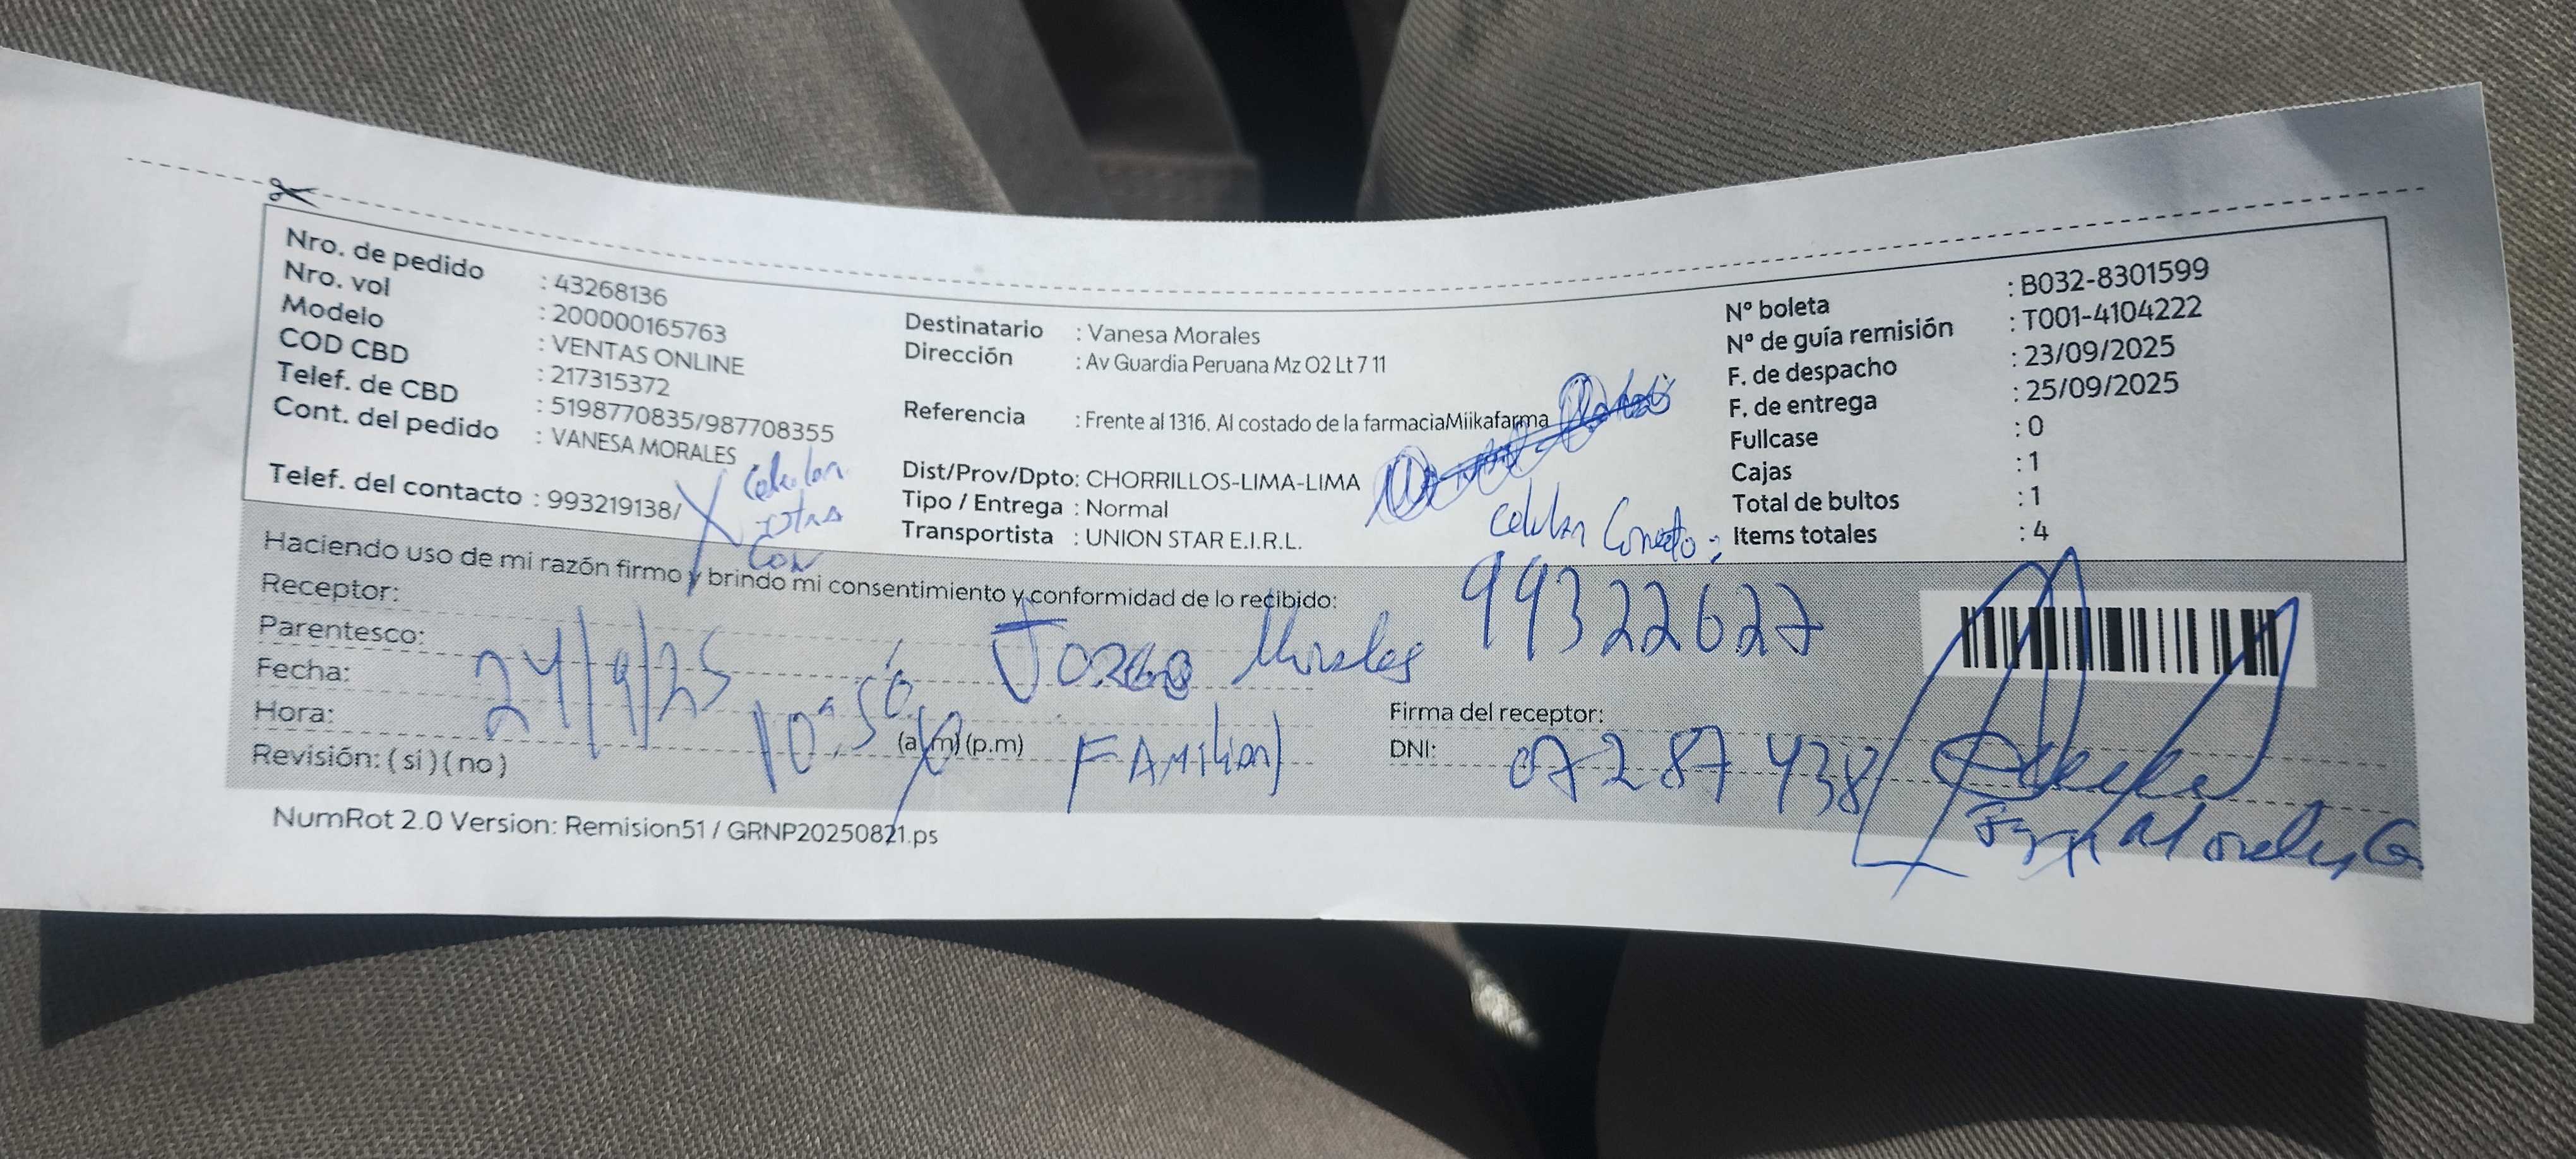 Nro. de pedido : 43268136
Nro. vol : 200000165763
Modelo : VENTAS ONLINE
COD CBD : 217315372
Telef. de CBD : 5198770835/987708355
Cont. del pedido : VANESA MORALES
Telef. del contacto : 993219138/
Celular
Destinatario : Vanesa Morales
Dirección : Av Guardia Peruana Mz O2 Lt 7 11
Referencia : Frente al 1316. Al costado de la farmaciaMiikafarma
Dist/Prov/Dpto: CHORRILLOS-LIMA-LIMA
Tipo / Entrega : Normal
Transportista : UNION STAR E.I.R.L.
Nº boleta : B032-8301599
Nº de guía remisión : T001-4104222
F. de despacho : 23/09/2025
F. de entrega : 25/09/2025
Fullcase : 0
Cajas : 1
Total de bultos : 1
Items totales : 4
Celular Correcto :
99322627
Haciendo uso de mi razón firmo y brindo mi consentimiento y conformidad de lo recibido:
Receptor: Jorge Morales
Parentesco: FAMiliar
Fecha: 24/9/25
Hora: 10:50 (a.m) (p.m)
Revisión: ( si ) ( no )
Firma del receptor:
DNI: 07287438
Morales G.
NumRot 2.0 Version: Remision51 / GRNP20250821.ps